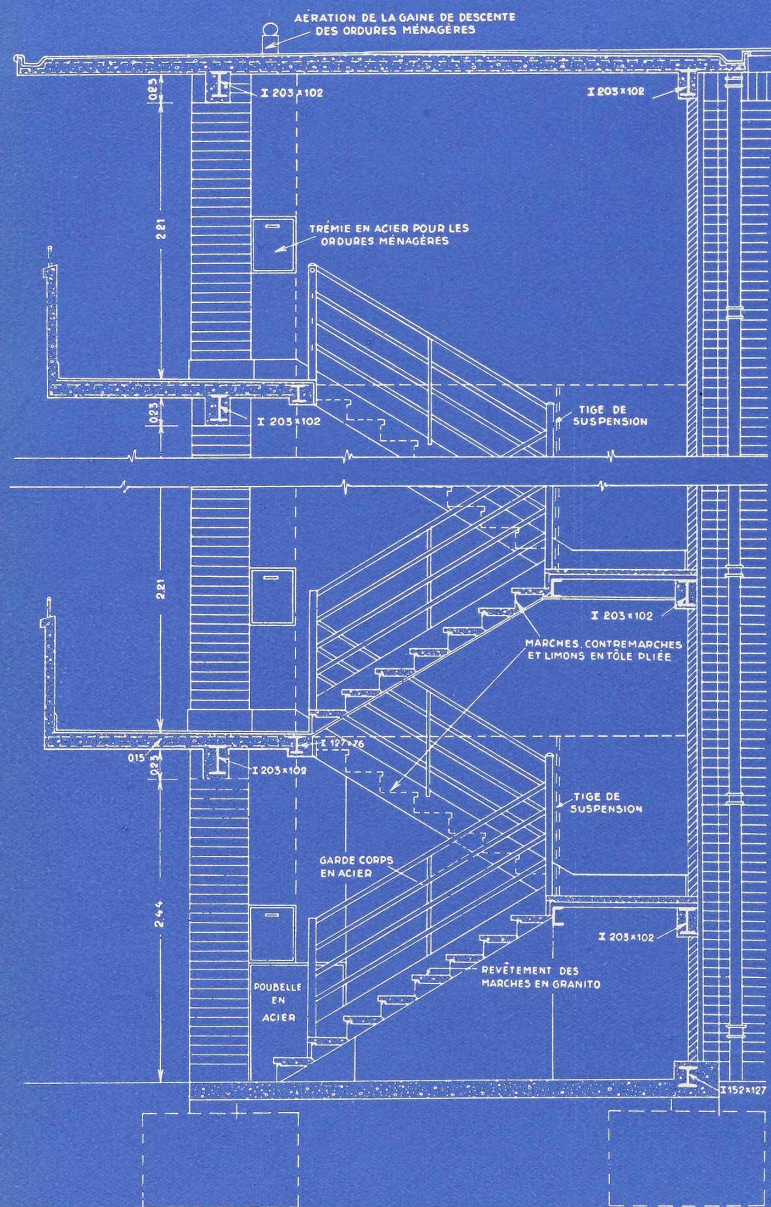 AÉRATION DE LA GAINE DE DESCENTE
DES ORDURES MÉNAGÈRES
0.23
I 203×102
I 203×102
2.21
TRÉMIE EN ACIER POUR LES
ORDURES MÉNAGÈRES
0.23
I 203×102
TIGE DE
SUSPENSION
2.21
I 203×102
MARCHES, CONTREMARCHES
ET LIMONS EN TÔLE PLIÉE
0.15
0.23
I 127×76
I 203×102
TIGE DE
SUSPENSION
GARDE CORPS
EN ACIER
2.44
I 203×102
REVÊTEMENT DES
MARCHES EN GRANITO
POUBELLE
EN
ACIER
I 152×127